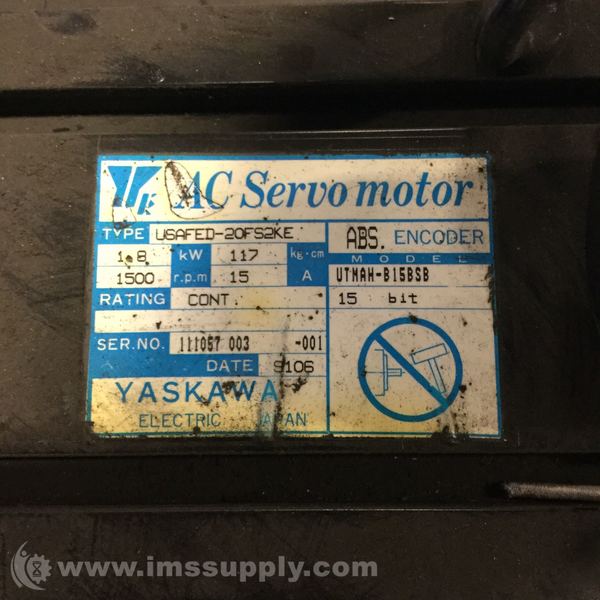 AC Servo motor
TYPE USAFED-20FS2KE
1.8 kW 117 kg·cm
1500 r.p.m 15 A
RATING CONT.
SER.NO. 111057 003 -001
DATE 9106
YASKAWA
ELECTRIC JAPAN
ABS. ENCODER
MODEL
UTMAH-B15BSB
15 bit
www.imssupply.com